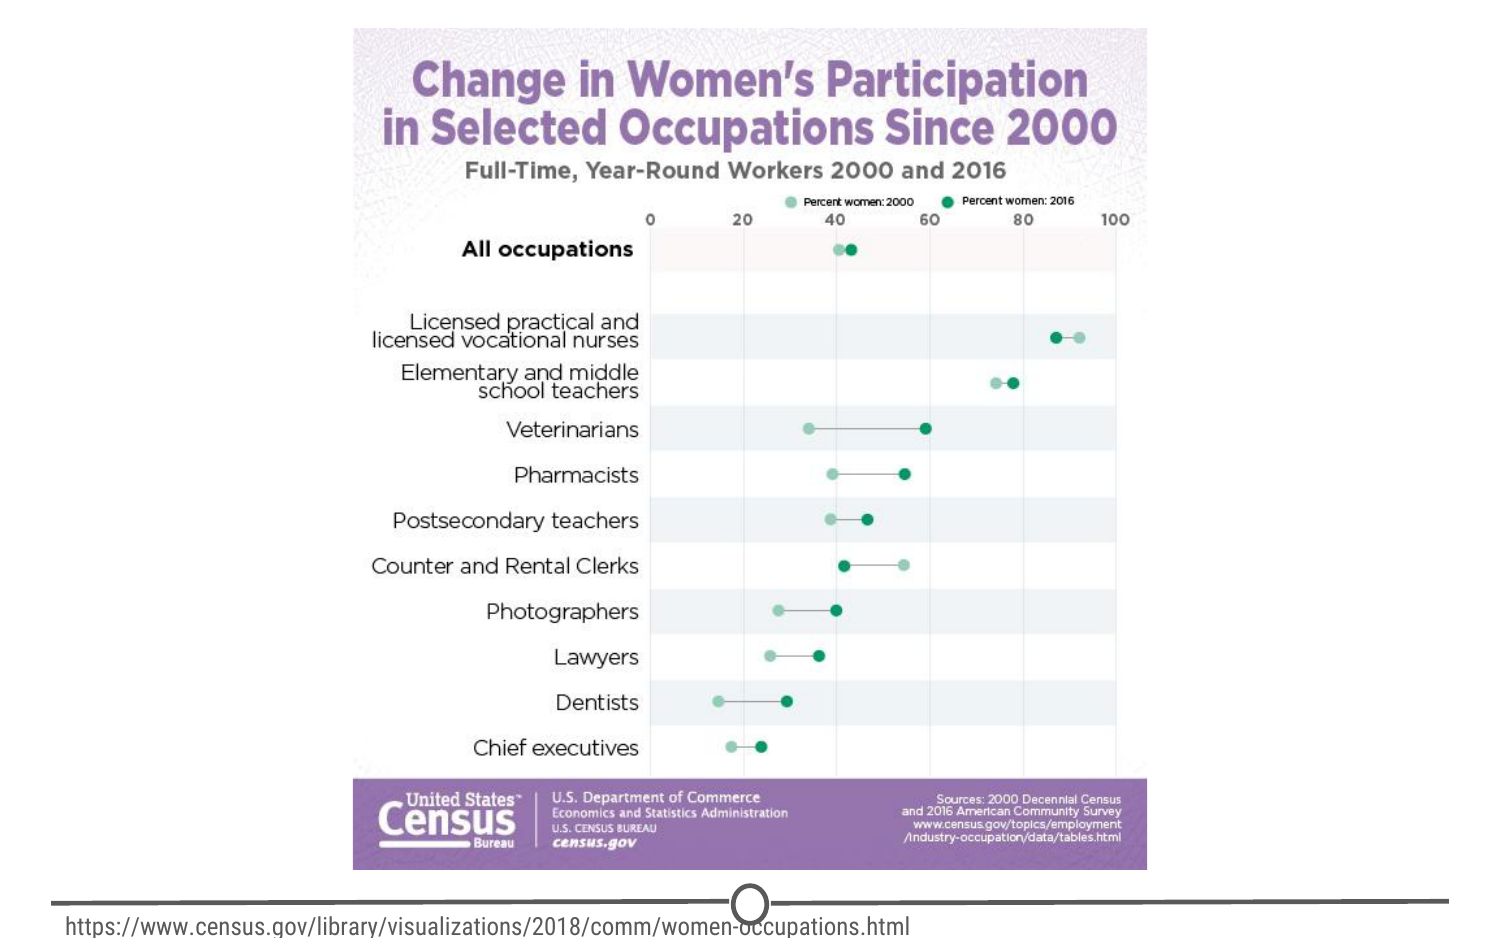 Change in Women's Participation
in Selected Occupations Since 2000
Full-Time, Year-Round Workers 2000 and 2016
Percent women: 2000 Percent women: 2016
0 20 40 60 80 100
All occupations
Licensed practical and
licensed vocational nurses
Elementary and middle
school teachers
Veterinarians
Pharmacists
Postsecondary teachers
Counter and Rental Clerks
Photographers
Lawyers
Dentists
Chief executives
United States™
Census
Bureau
U.S. Department of Commerce
Economics and Statistics Administration
U.S. CENSUS BUREAU
census.gov
Sources: 2000 Decennial Census
and 2016 American Community Survey
www.census.gov/topics/employment
/industry-occupation/data/tables.html
https://www.census.gov/library/visualizations/2018/comm/women-occupations.html